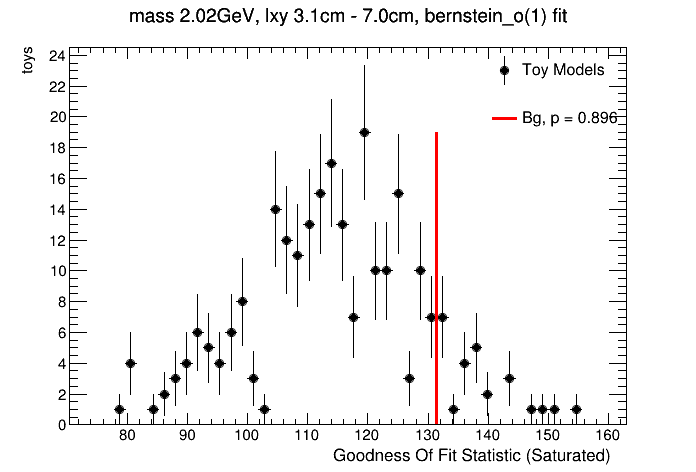 mass 2.02GeV, lxy 3.1cm - 7.0cm, bernstein_o(1) fit
toys
24
22
20
18
16
14
12
10
8
6
4
2
0
Toy Models
Bg, p = 0.896
80 90 100 110 120 130 140 150 160
Goodness Of Fit Statistic (Saturated)